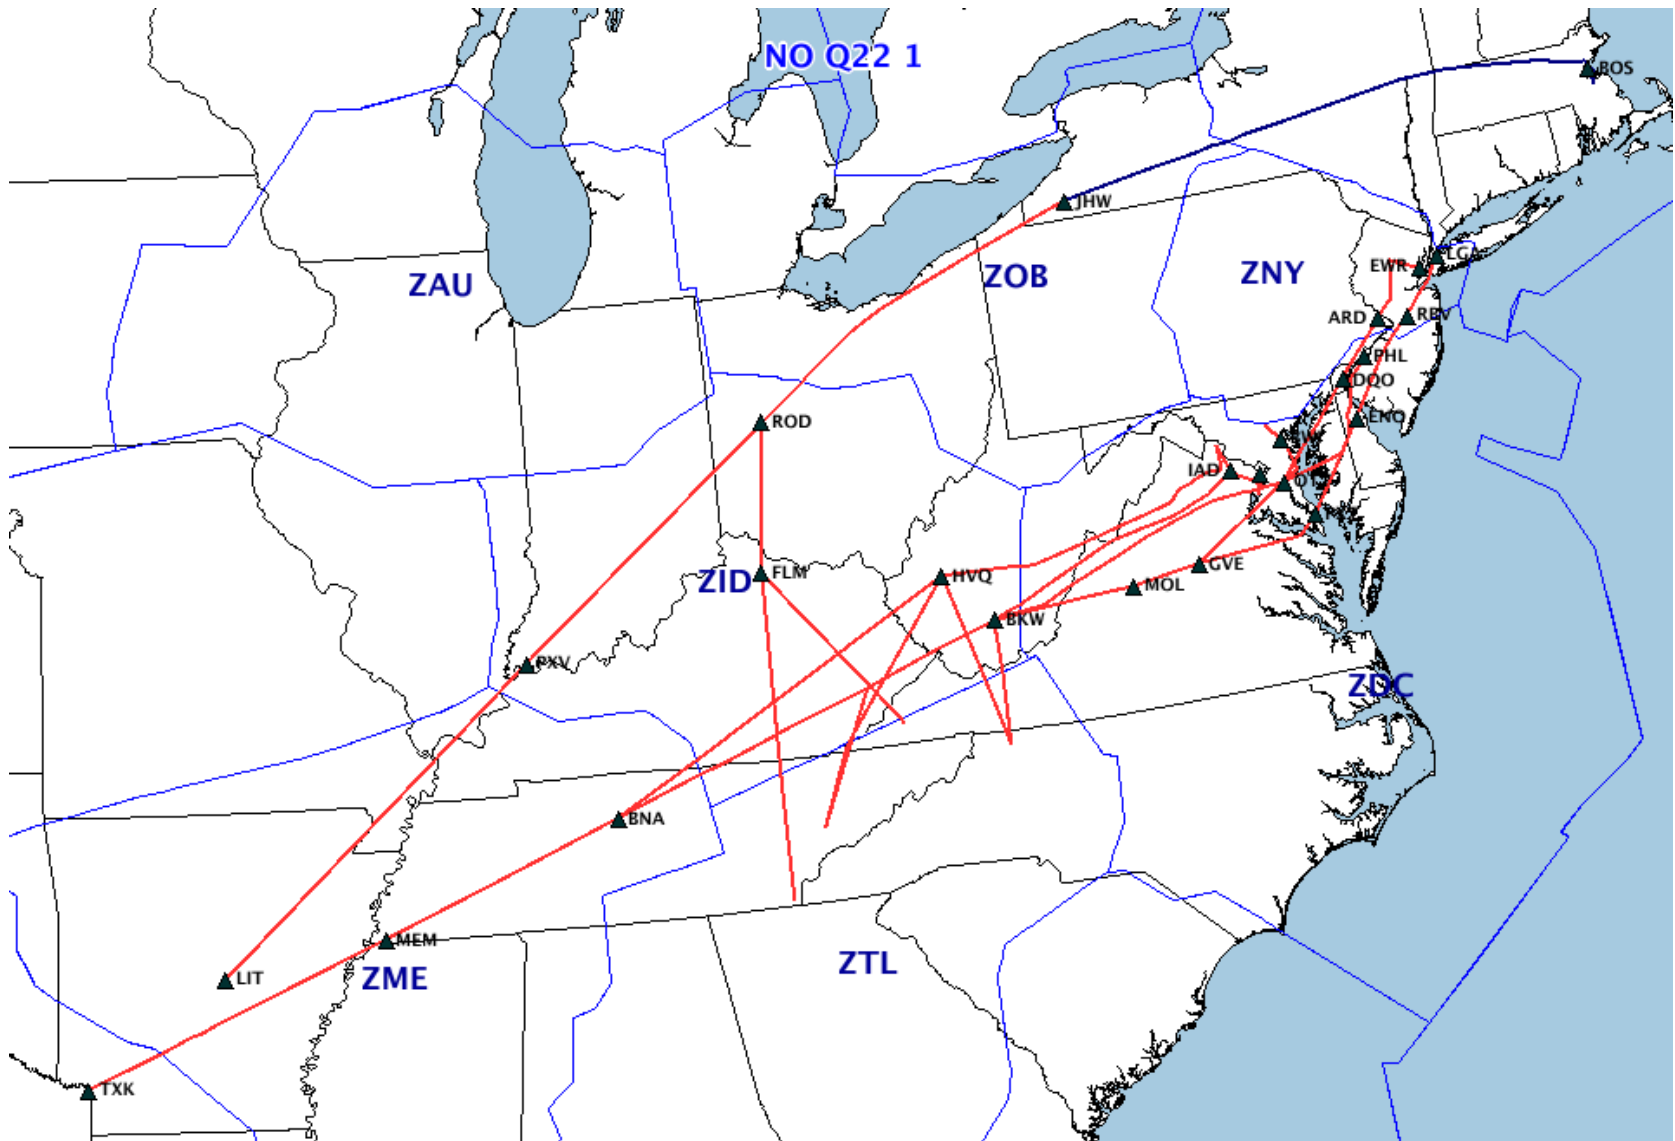 NO Q22 1
BOS
JHW
ZAU
ZOB
ZNY
LGA
EWR
ARD
RBV
PHL
DQO
ENO
ROD
IAD
ZID
FLM
HVQ
GVE
MOL
BKW
PXV
ZDC
BNA
MEM
ZTL
LIT
ZME
TXK